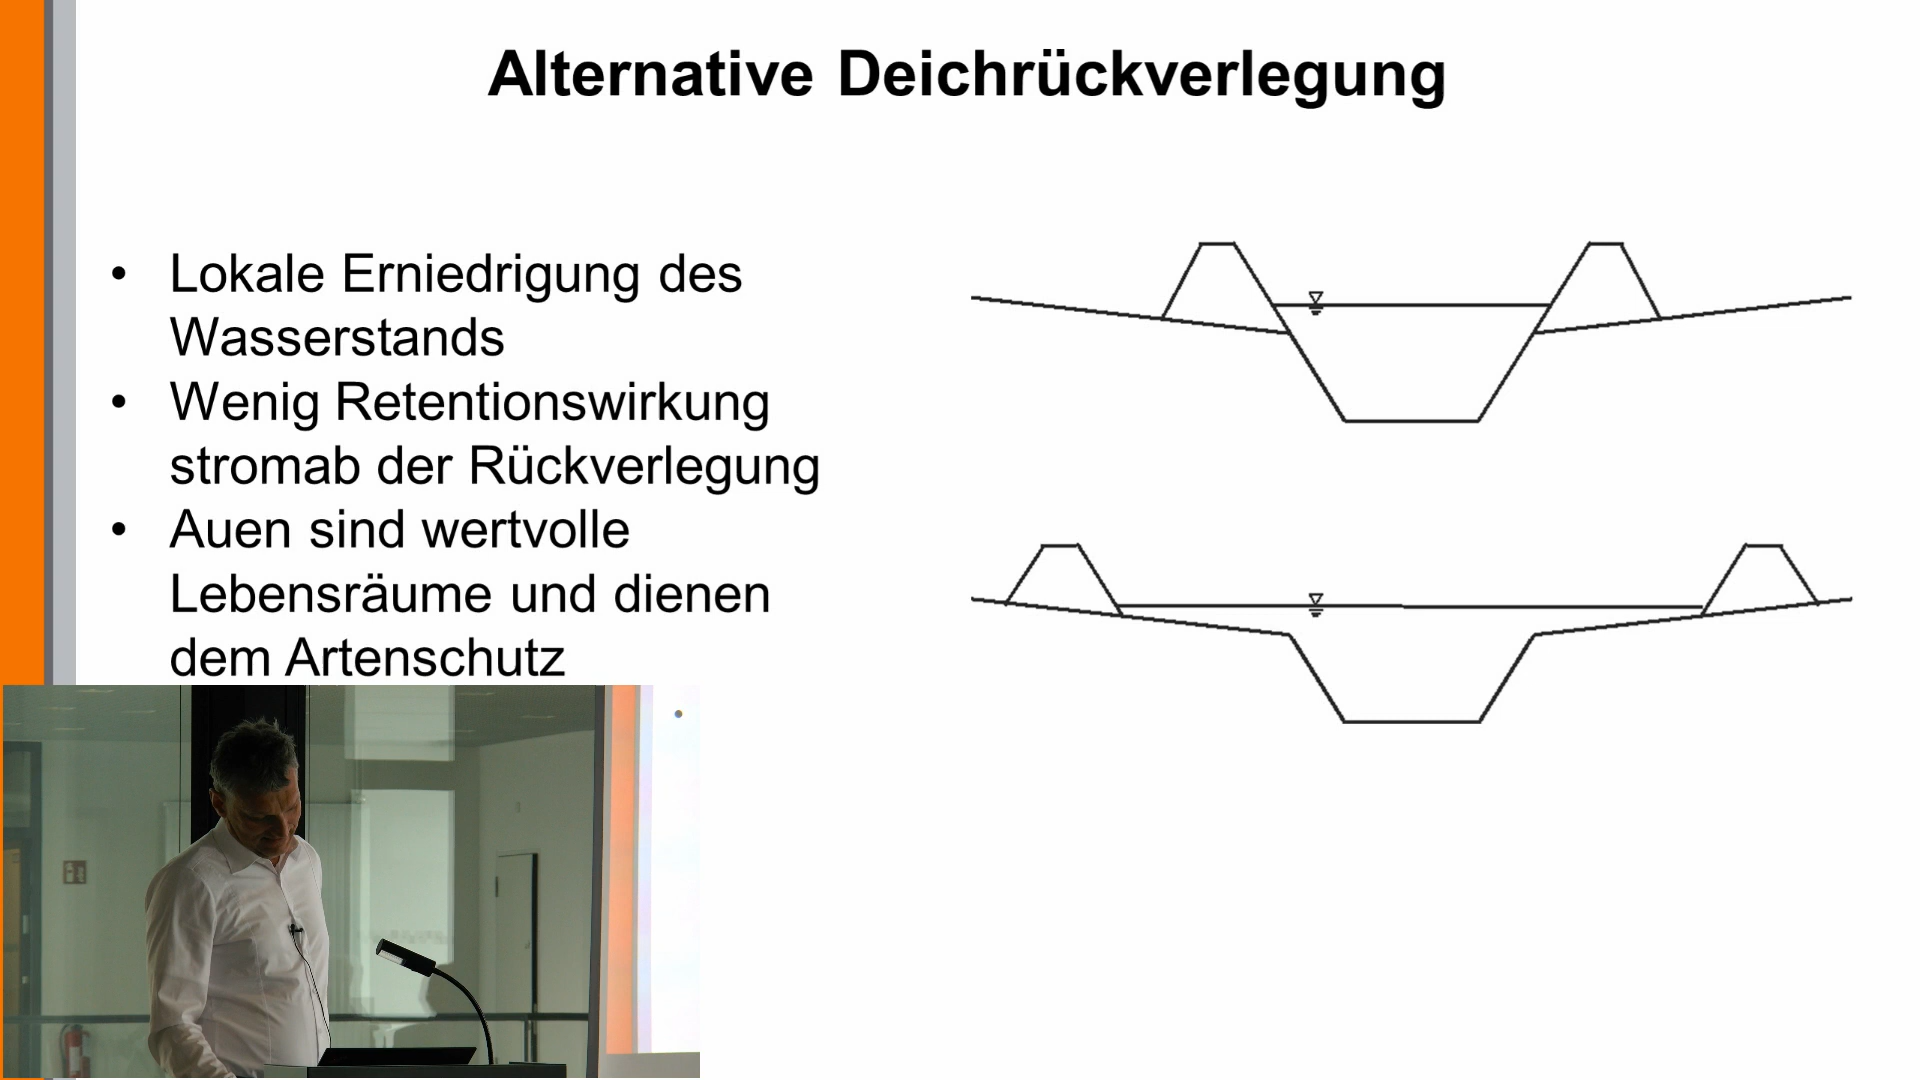 Alternative Deichrückverlegung
• Lokale Erniedrigung des
Wasserstands
• Wenig Retentionswirkung
stromab der Rückverlegung
• Auen sind wertvolle
Lebensräume und dienen
dem Artenschutz